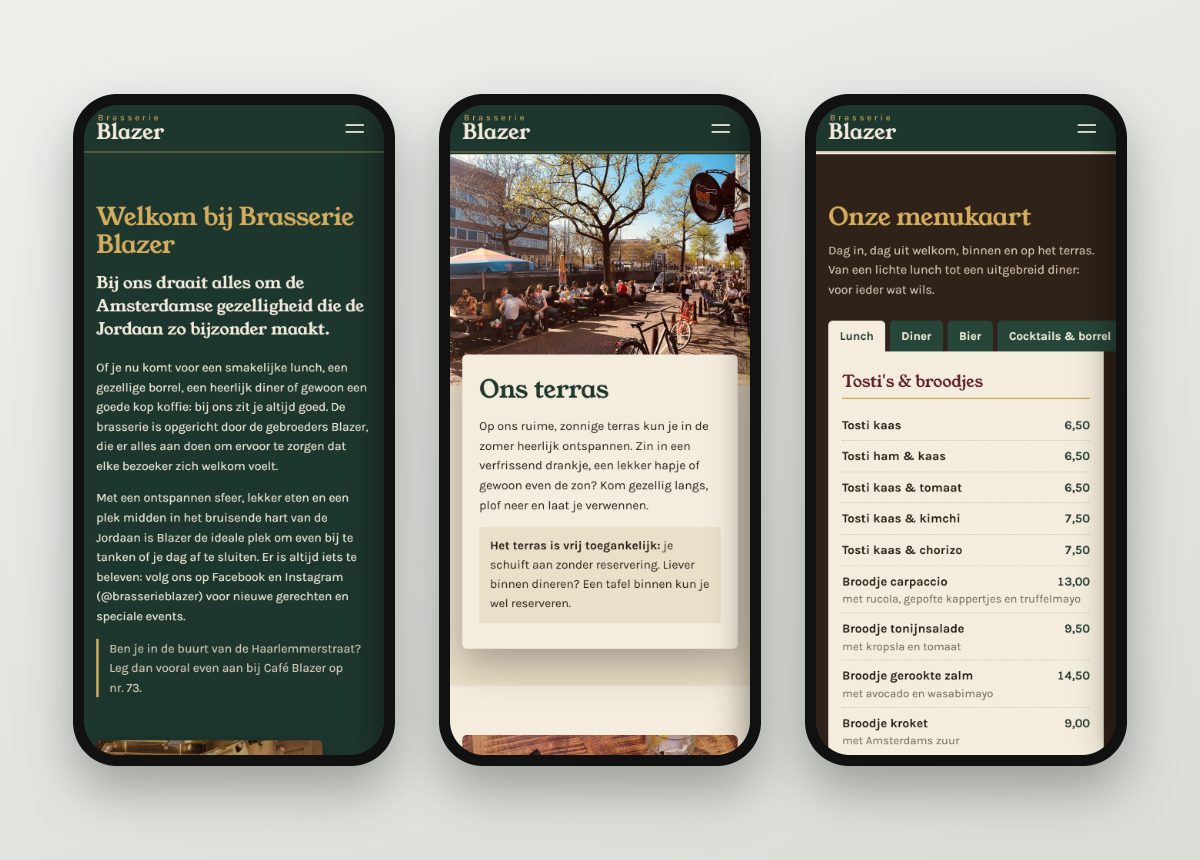 Brasserie
Blazer
Welkom bij Brasserie
Blazer
Bij ons draait alles om de
Amsterdamse gezelligheid die de
Jordaan zo bijzonder maakt.
Of je nu komt voor een smakelijke lunch, een
gezellige borrel, een heerlijk diner of gewoon een
goede kop koffie: bij ons zit je altijd goed. De
brasserie is opgericht door de gebroeders Blazer,
die er alles aan doen om ervoor te zorgen dat
elke bezoeker zich welkom voelt.
Met een ontspannen sfeer, lekker eten en een
plek midden in het bruisende hart van de
Jordaan is Blazer de ideale plek om even bij te
tanken of je dag af te sluiten. Er is altijd iets te
beleven: volg ons op Facebook en Instagram
(@brasserieblazer) voor nieuwe gerechten en
speciale events.
Ben je in de buurt van de Haarlemmerstraat?
Leg dan vooral even aan bij Café Blazer op
nr. 73.
Brasserie
Blazer
Ons terras
Op ons ruime, zonnige terras kun je in de
zomer heerlijk ontspannen. Zin in een
verfrissend drankje, een lekker hapje of
gewoon even de zon? Kom gezellig langs,
plof neer en laat je verwennen.
Het terras is vrij toegankelijk: je
schuift aan zonder reservering. Liever
binnen dineren? Een tafel binnen kun je
wel reserveren.
Brasserie
Blazer
Onze menukaart
Dag in, dag uit welkom, binnen en op het terras.
Van een lichte lunch tot een uitgebreid diner:
voor ieder wat wils.
Lunch Diner Bier Cocktails & borrel
Tosti's & broodjes
Tosti kaas 6,50
Tosti ham & kaas 6,50
Tosti kaas & tomaat 6,50
Tosti kaas & kimchi 7,50
Tosti kaas & chorizo 7,50
Broodje carpaccio 13,00
met rucola, gepofte kappertjes en truffelmayo
Broodje tonijnsalade 9,50
met kropsla en tomaat
Broodje gerookte zalm 14,50
met avocado en wasabimayo
Broodje kroket 9,00
met Amsterdams zuur